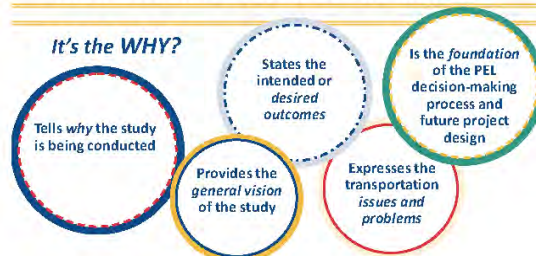 It's the WHY?
Tells why the study
is being conducted
Provides the
general vision
of the study
States the
intended or
desired
outcomes
Expresses the
transportation
issues and
problems
Is the foundation
of the PEL
decision-making
process and
future project
design